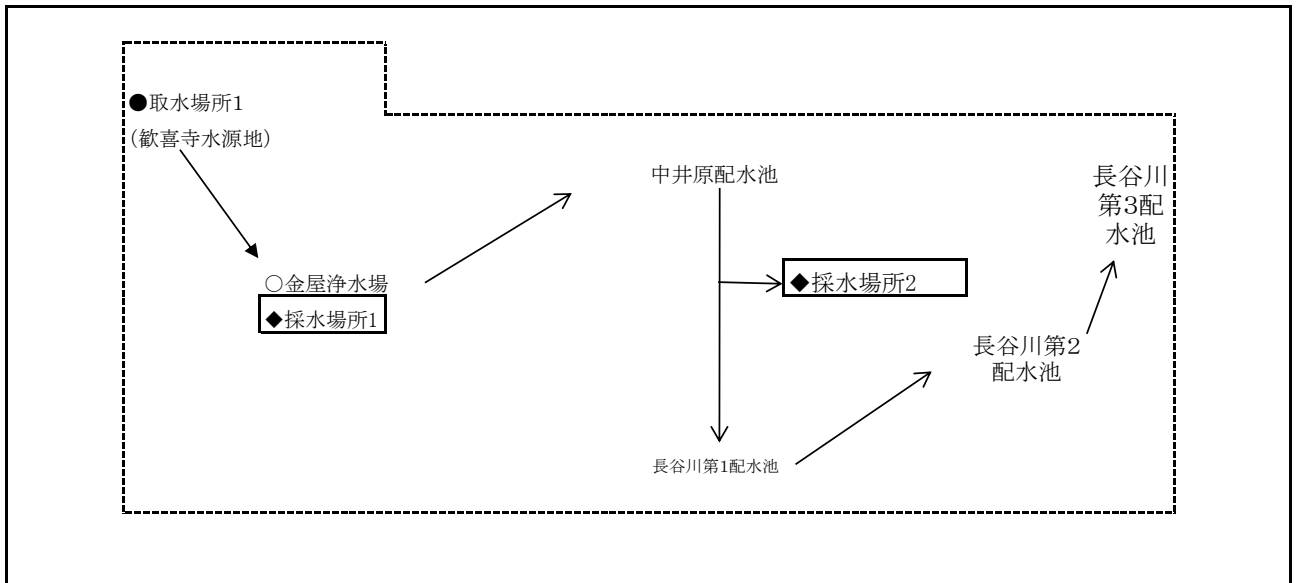 ●取水場所1
(歓喜寺水源地)
○金屋浄水場
◆採水場所1
中井原配水池
◆採水場所2
長谷川第1配水池
長谷川第2
配水池
長谷川
第3配
水池